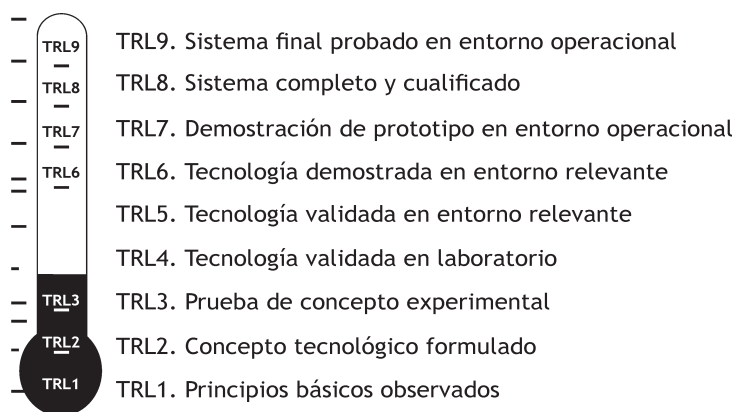 TRL9 TRL9. Sistema final probado en entorno operacional
TRL8 TRL8. Sistema completo y cualificado
TRL7 TRL7. Demostración de prototipo en entorno operacional
TRL6 TRL6. Tecnología demostrada en entorno relevante
TRL5. Tecnología validada en entorno relevante
TRL4. Tecnología validada en laboratorio
TRL3 TRL3. Prueba de concepto experimental
TRL2 TRL2. Concepto tecnológico formulado
TRL1 TRL1. Principios básicos observados